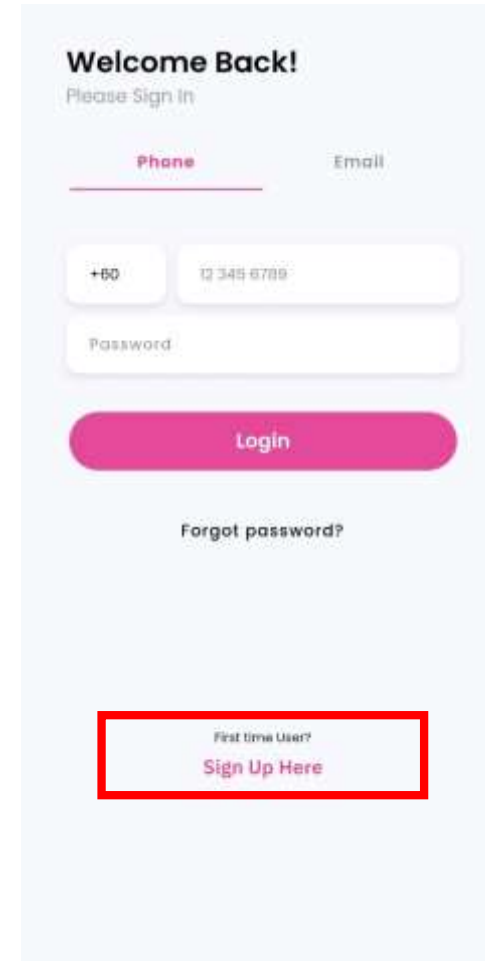 Welcome Back!
Please Sign In
Phone Email
+60 12 345 6789
Password
Login
Forgot password?
First time User?
Sign Up Here